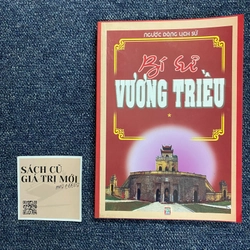 NGƯỢC DÒNG LỊCH SỬ
Bí sử
VƯƠNG TRIỀU
SÁCH CŨ
GIÁ TRỊ MỚI